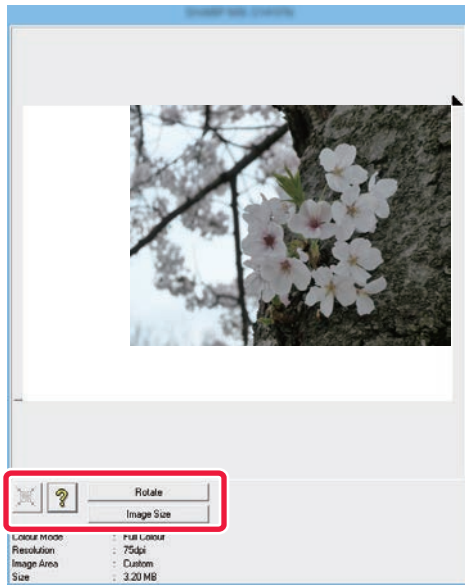 ?
Rotate
Image Size
Colour Mode : Full Colour
Resolution : 75dpi
Image Area : Custom
Size : 3.20 MB